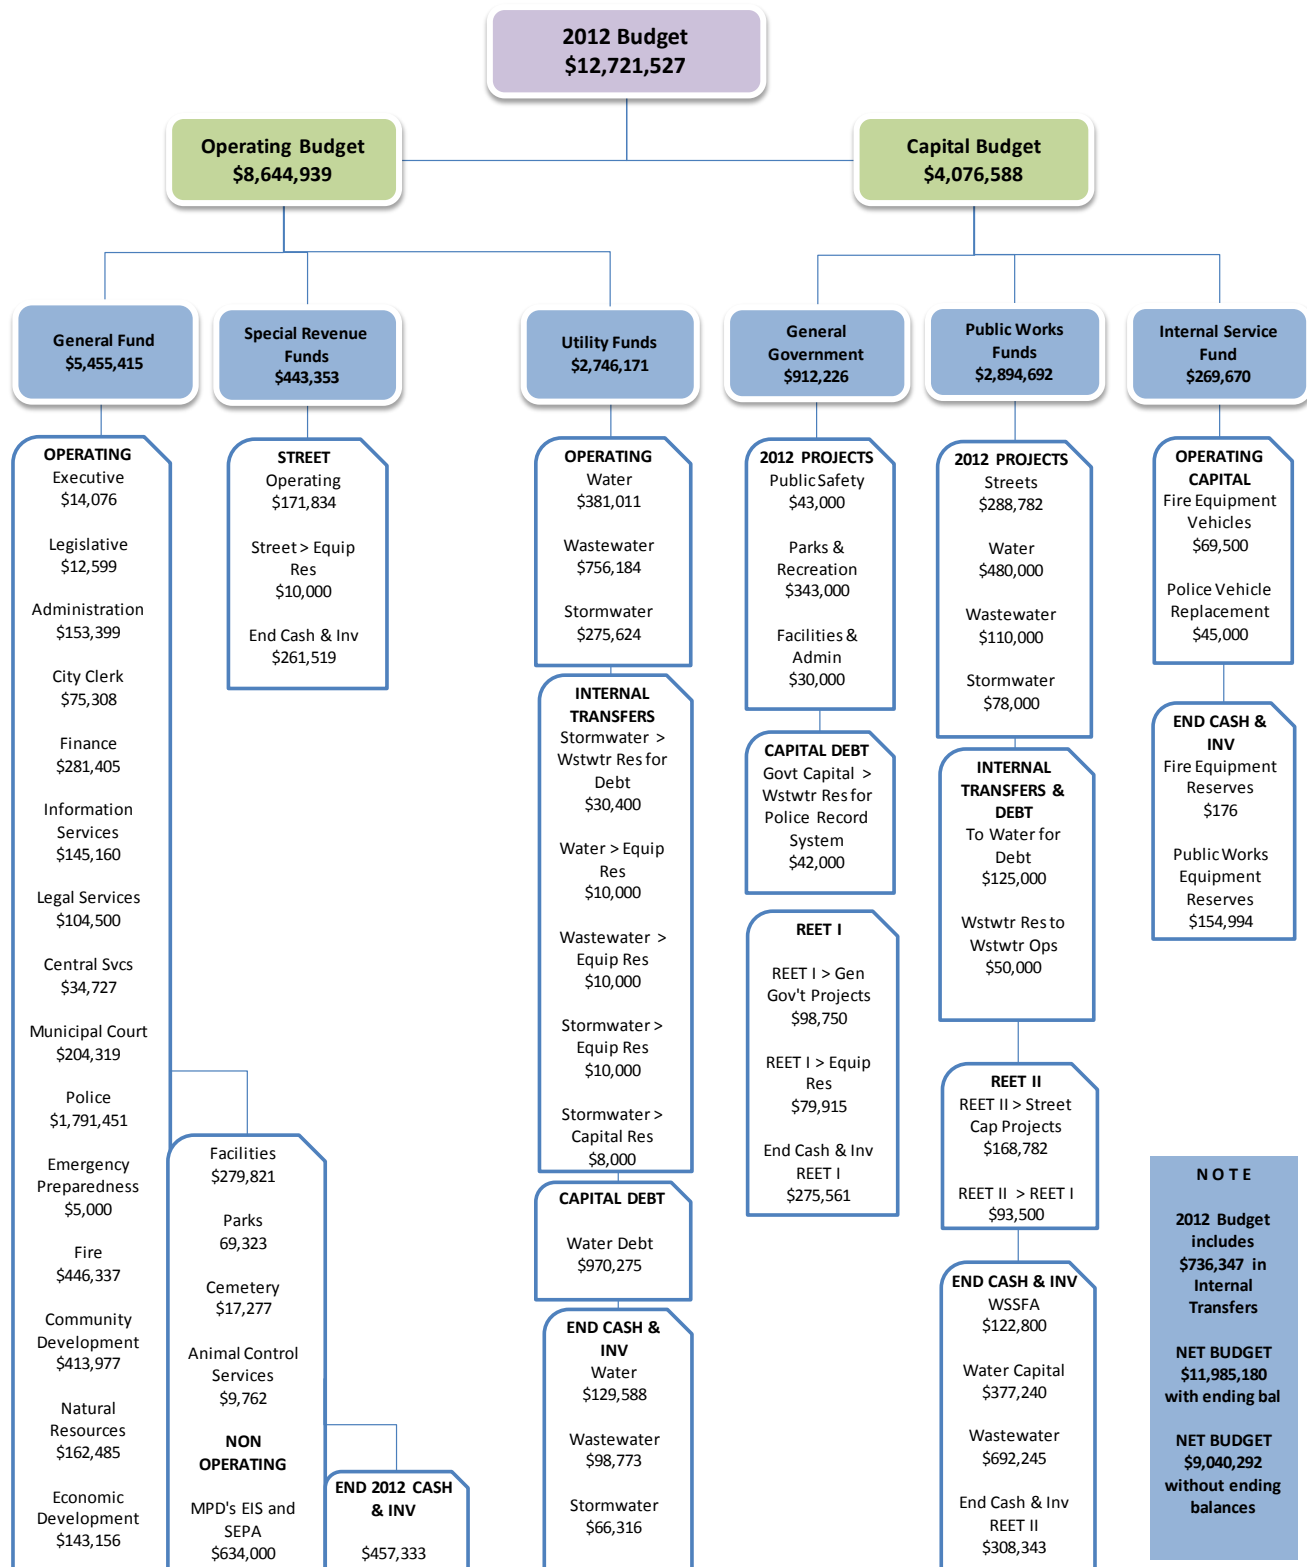 2012 Budget
$12,721,527
Operating Budget
$8,644,939
Capital Budget
$4,076,588
General Fund
$5,455,415
Special Revenue
Funds
$443,353
Utility Funds
$2,746,171
General
Government
$912,226
Public Works
Funds
$2,894,692
Internal Service
Fund
$269,670
OPERATING
Executive
$14,076
Legislative
$12,599
Administration
$153,399
City Clerk
$75,308
Finance
$281,405
Information
Services
$145,160
Legal Services
$104,500
Central Svcs
$34,727
Municipal Court
$204,319
Police
$1,791,451
Emergency
Preparedness
$5,000
Fire
$446,337
Community
Development
$413,977
Natural
Resources
$162,485
Economic
Development
$143,156
Facilities
$279,821
Parks
69,323
Cemetery
$17,277
Animal Control
Services
$9,762
NON
OPERATING
MPD's EIS and
SEPA
$634,000
END 2012 CASH
& INV
$457,333
STREET
Operating
$171,834
Street > Equip
Res
$10,000
End Cash & Inv
$261,519
OPERATING
Water
$381,011
Wastewater
$756,184
Stormwater
$275,624
INTERNAL
TRANSFERS
Stormwater >
Wstwtr Res for
Debt
$30,400
Water > Equip
Res
$10,000
Wastewater >
Equip Res
$10,000
Stormwater >
Equip Res
$10,000
Stormwater >
Capital Res
$8,000
CAPITAL DEBT
Water Debt
$970,275
END CASH &
INV
Water
$129,588
Wastewater
$98,773
Stormwater
$66,316
2012 PROJECTS
Public Safety
$43,000
Parks &
Recreation
$343,000
Facilities &
Admin
$30,000
CAPITAL DEBT
Govt Capital >
Wstwtr Res for
Police Record
System
$42,000
REET I
REET I > Gen
Gov't Projects
$98,750
REET I > Equip
Res
$79,915
End Cash & Inv
REET I
$275,561
2012 PROJECTS
Streets
$288,782
Water
$480,000
Wastewater
$110,000
Stormwater
$78,000
INTERNAL
TRANSFERS &
DEBT
To Water for
Debt
$125,000
Wstwtr Res to
Wstwtr Ops
$50,000
REET II
REET II > Street
Cap Projects
$168,782
REET II > REET I
$93,500
END CASH & INV
WSSFA
$122,800
Water Capital
$377,240
Wastewater
$692,245
End Cash & Inv
REET II
$308,343
OPERATING
CAPITAL
Fire Equipment
Vehicles
$69,500
Police Vehicle
Replacement
$45,000
END CASH &
INV
Fire Equipment
Reserves
$176
Public Works
Equipment
Reserves
$154,994
N O T E
2012 Budget
includes
$736,347 in
Internal
Transfers
NET BUDGET
$11,985,180
with ending bal
NET BUDGET
$9,040,292
without ending
balances